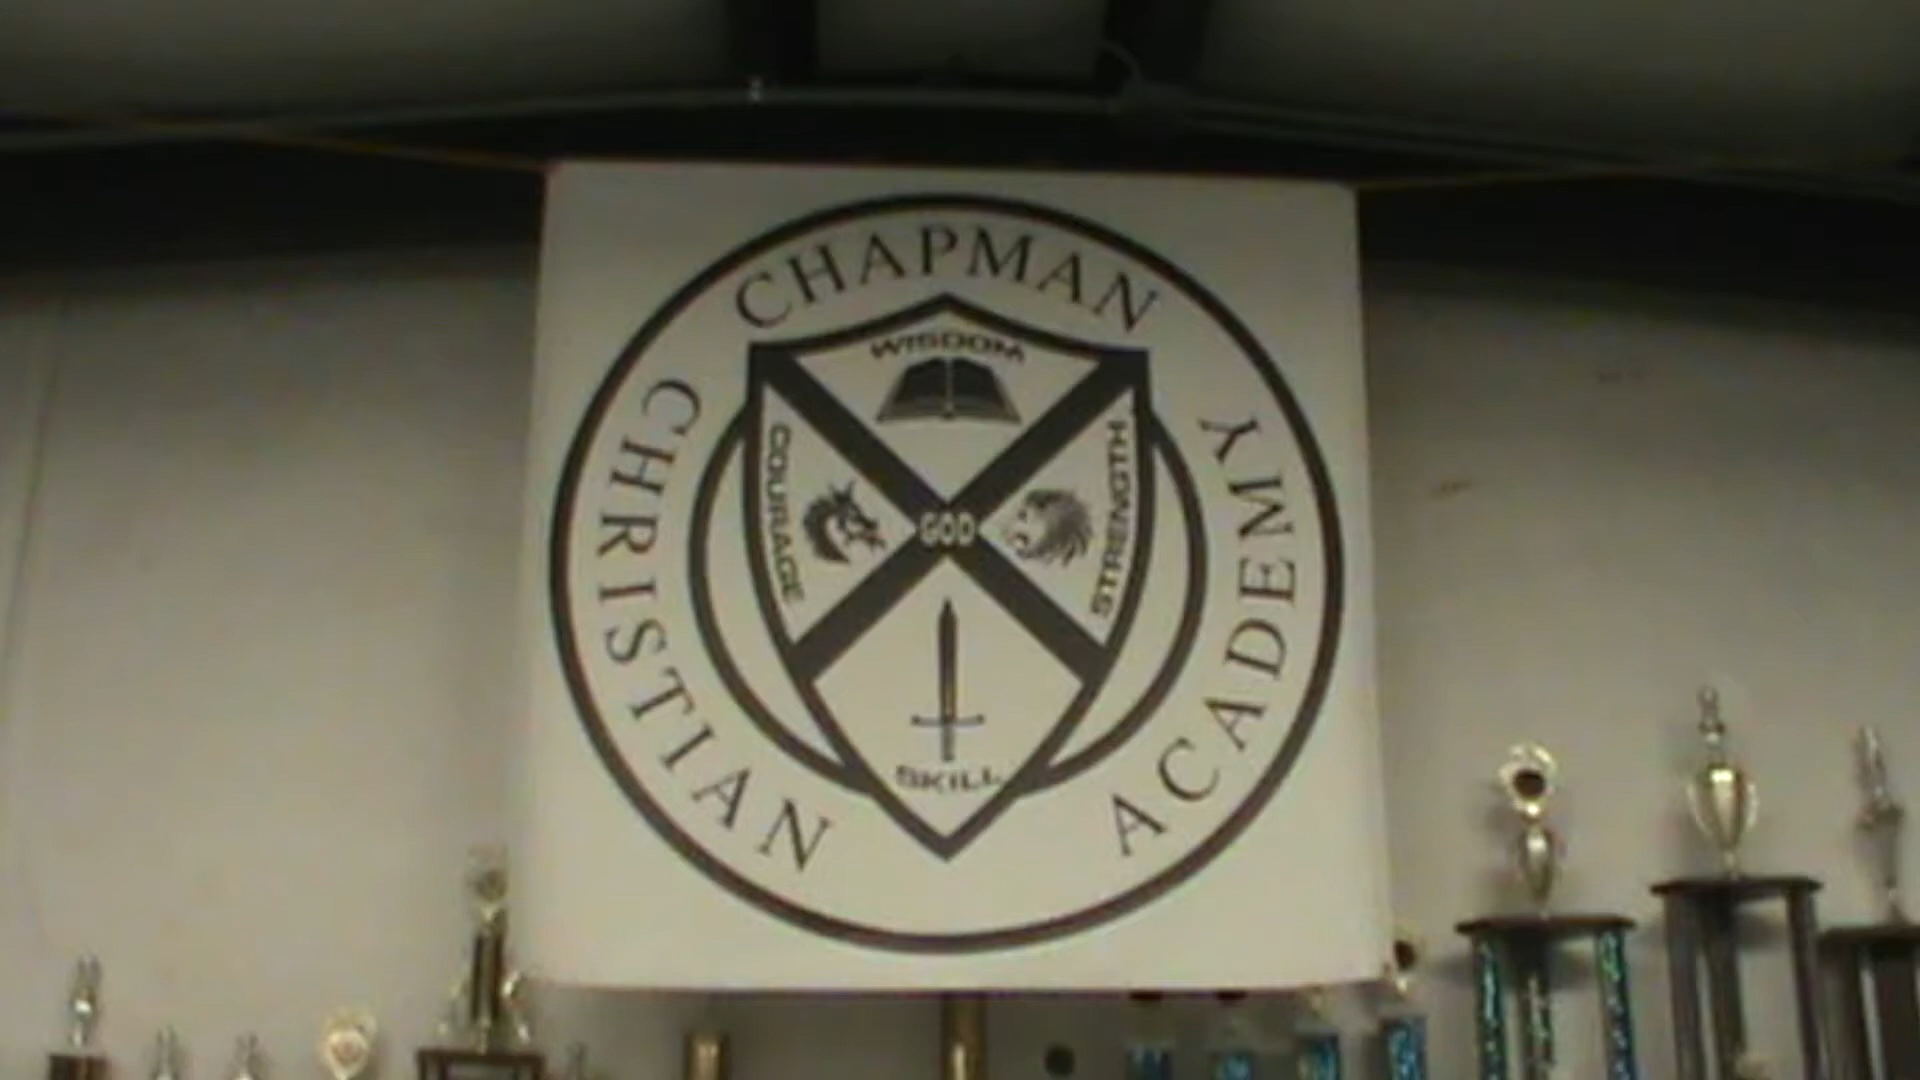 CHAPMAN
CHRISTIAN
ACADEMY
WISDOM
COURAGE
GOD
STRENGTH
SKILL